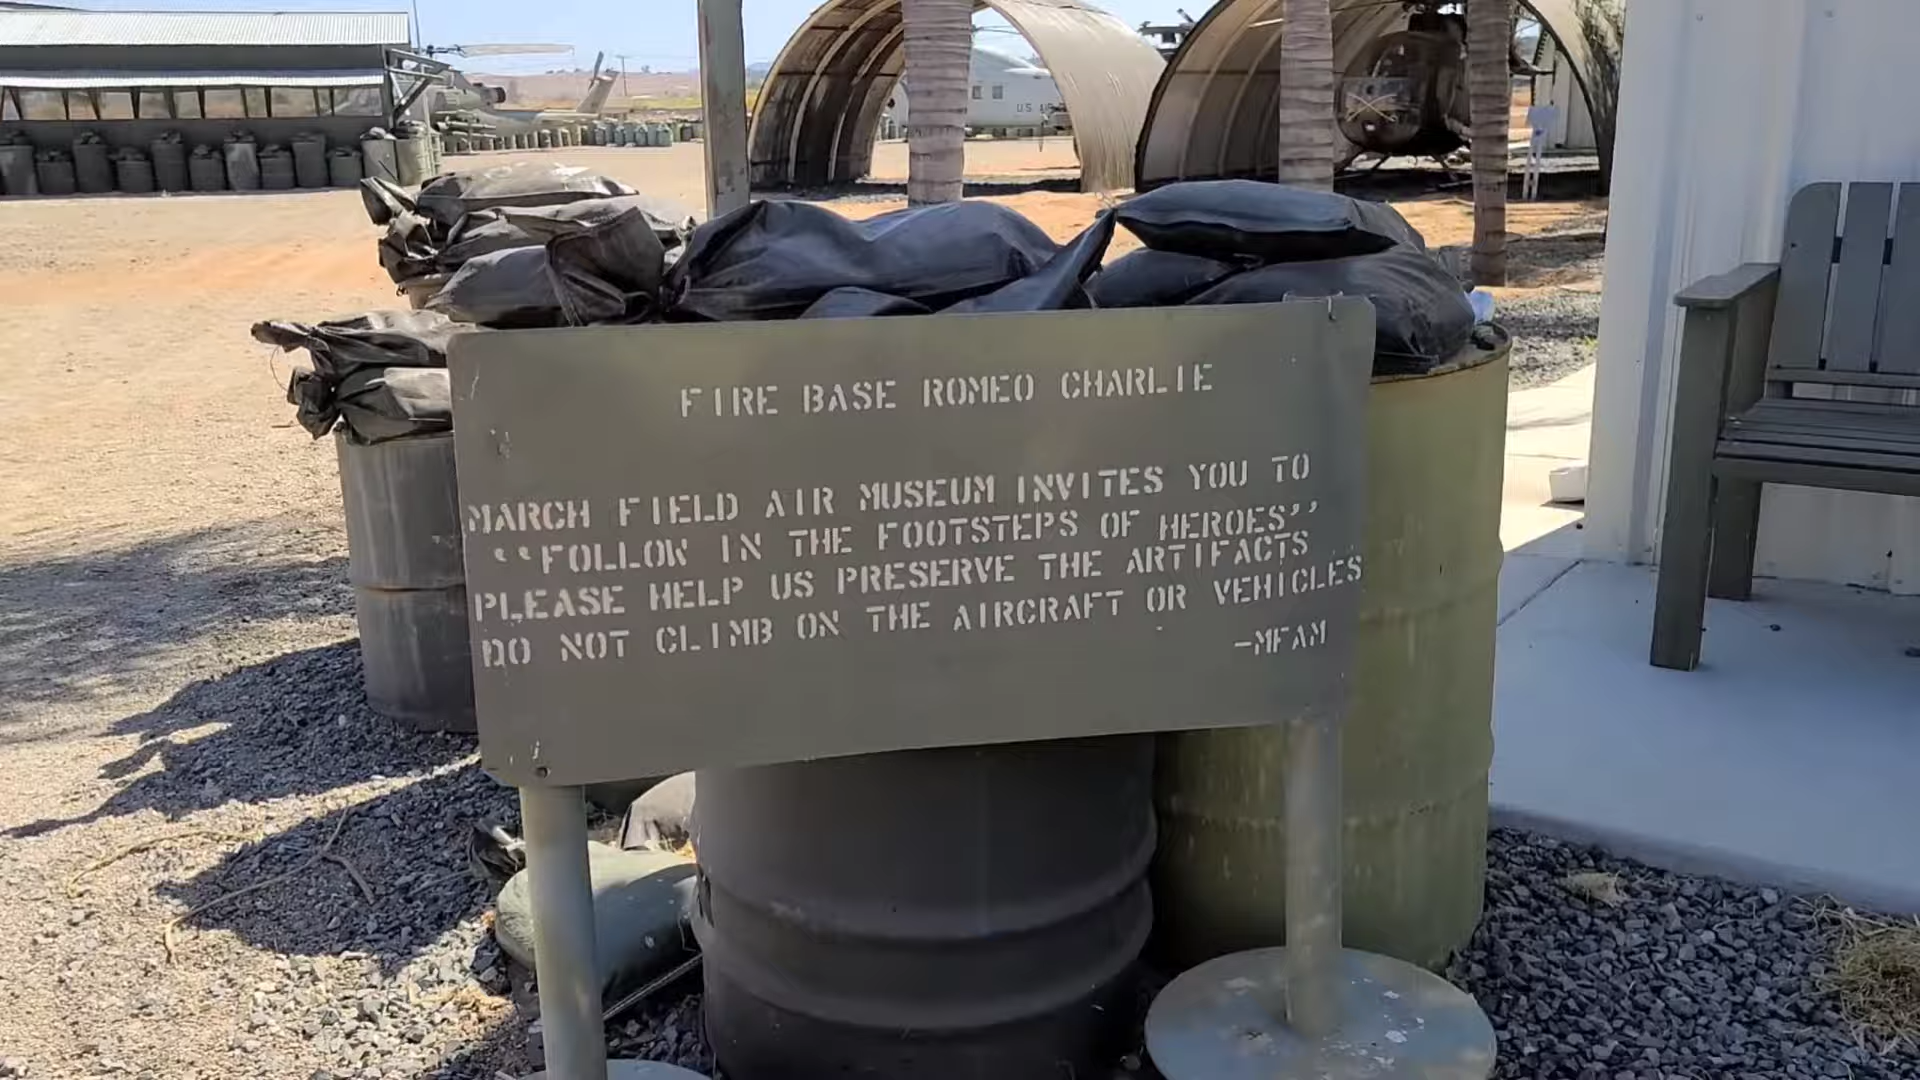 FIRE BASE ROMEO CHARLIE
MARCH FIELD AIR MUSEUM INVITES YOU TO
“FOLLOW IN THE FOOTSTEPS OF HEROES”
PLEASE HELP US PRESERVE THE ARTIFACTS
DO NOT CLIMB ON THE AIRCRAFT OR VEHICLES
-MFAM
U.S. AIR